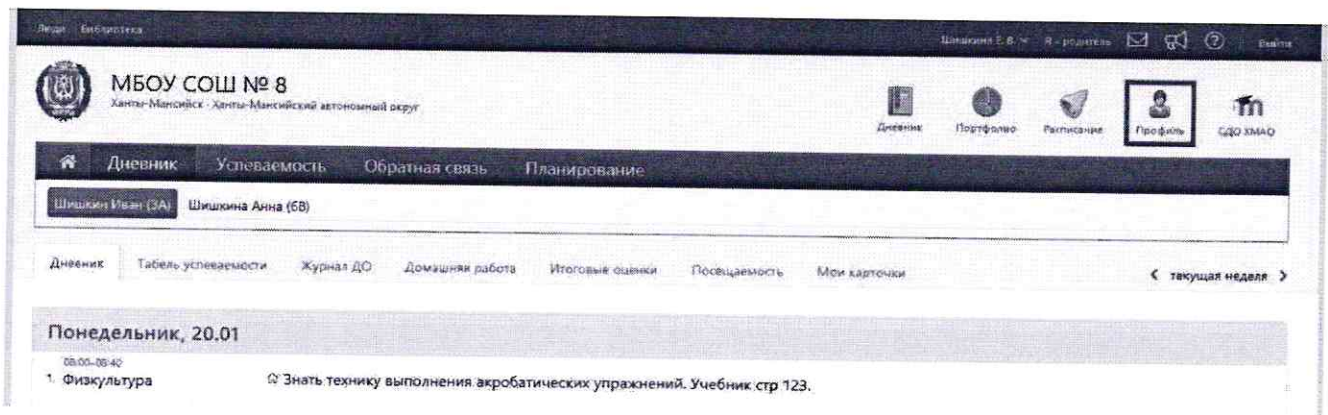 Люди Библиотека Шишкина Е.В. Я - родитель Выйти
МБОУ СОШ № 8
Ханты-Мансийск - Ханты-Мансийский автономный округ
Дневник Портфолио Расписание Профиль СДО ХМАО
Дневник Успеваемость Обратная связь Планирование
Шишкин Иван (3А) Шишкина Анна (6В)
Дневник Табель успеваемости Журнал ДО Домашняя работа Итоговые оценки Посещаемость Мои карточки < текущая неделя >
Понедельник, 20.01
08:00-08:40
1. Физкультура Знать технику выполнения акробатических упражнений. Учебник стр 123.